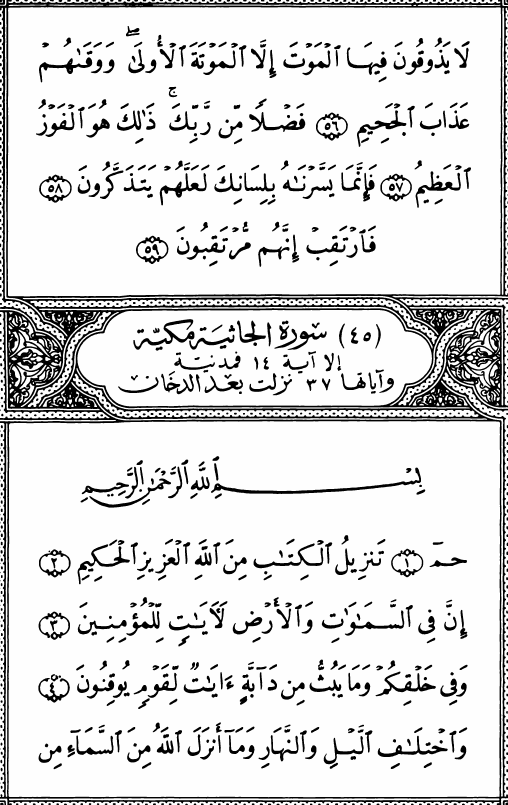 لَا يَذُوقُونَ فِيهَا ٱلْمَوْتَ إِلَّا ٱلْمَوْتَةَ ٱلْأُولَىٰۖ وَوَقَىٰهُمْ
عَذَابَ ٱلْجَحِيمِ ٥٦ فَضْلًا مِّن رَّبِّكَۚ ذَٰلِكَ هُوَ ٱلْفَوْزُ
ٱلْعَظِيمُ ٥٧ فَإِنَّمَا يَسَّرْنَٰهُ بِلِسَانِكَ لَعَلَّهُمْ يَتَذَكَّرُونَ ٥٨
فَٱرْتَقِبْ إِنَّهُم مُّرْتَقِبُونَ ٥٩
(٤٥) سورة الجاثية مكية
إلا آية ١٤ فمدنية
وآياتها ٣٧ نزلت بعد الدخان
بِسْمِ ٱللَّهِ ٱلرَّحْمَٰنِ ٱلرَّحِيمِ
حمٓ ١ تَنزِيلُ ٱلْكِتَٰبِ مِنَ ٱللَّهِ ٱلْعَزِيزِ ٱلْحَكِيمِ ٢
إِنَّ فِى ٱلسَّمَٰوَٰتِ وَٱلْأَرْضِ لَءَايَٰتٍ لِّلْمُؤْمِنِينَ ٣
وَفِى خَلْقِكُمْ وَمَا يَبُثُّ مِن دَآبَّةٍ ءَايَٰتٌ لِّقَوْمٍ يُوقِنُونَ ٤
وَٱخْتِلَٰفِ ٱلَّيْلِ وَٱلنَّهَارِ وَمَآ أَنزَلَ ٱللَّهُ مِنَ ٱلسَّمَآءِ مِن